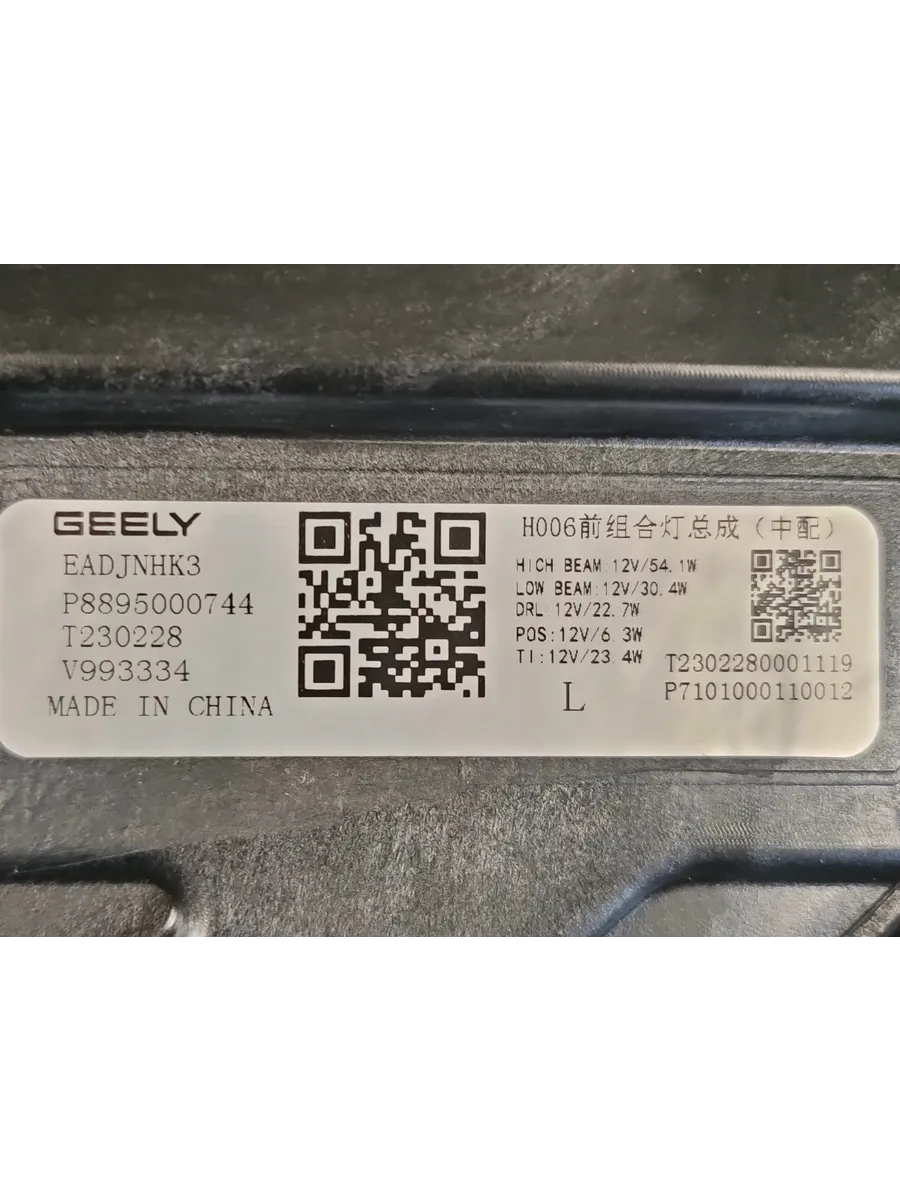 GEELY
EADJNHK3
P8895000744
T230228
V993334
MADE IN CHINA
H006前组合灯总成（中配）
HICH BEAM:12V/54.1W
LOW BEAM:12V/30.4W
DRL:12V/22.7W
POS:12V/6.3W
TI:12V/23.4W
L
T2302280001119
P7101000110012